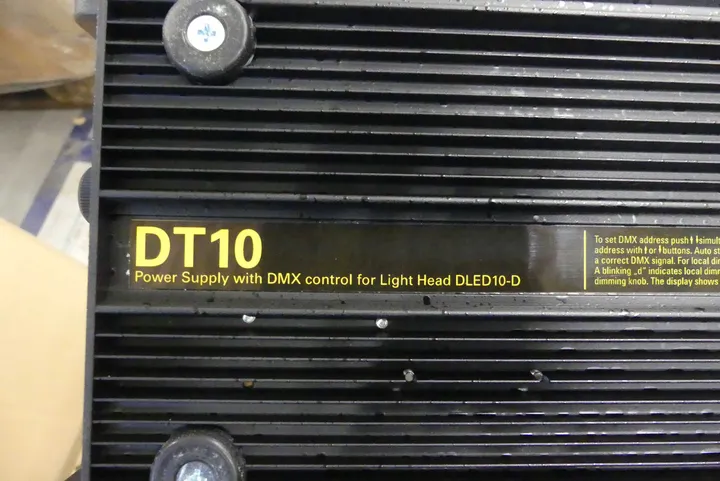 DT10
Power Supply with DMX control for Light Head DLED10-D
To set DMX address push
address with or buttons. Auto
a correct DMX signal. For local
A blinking „d" indicates local
dimming knob. The display shows